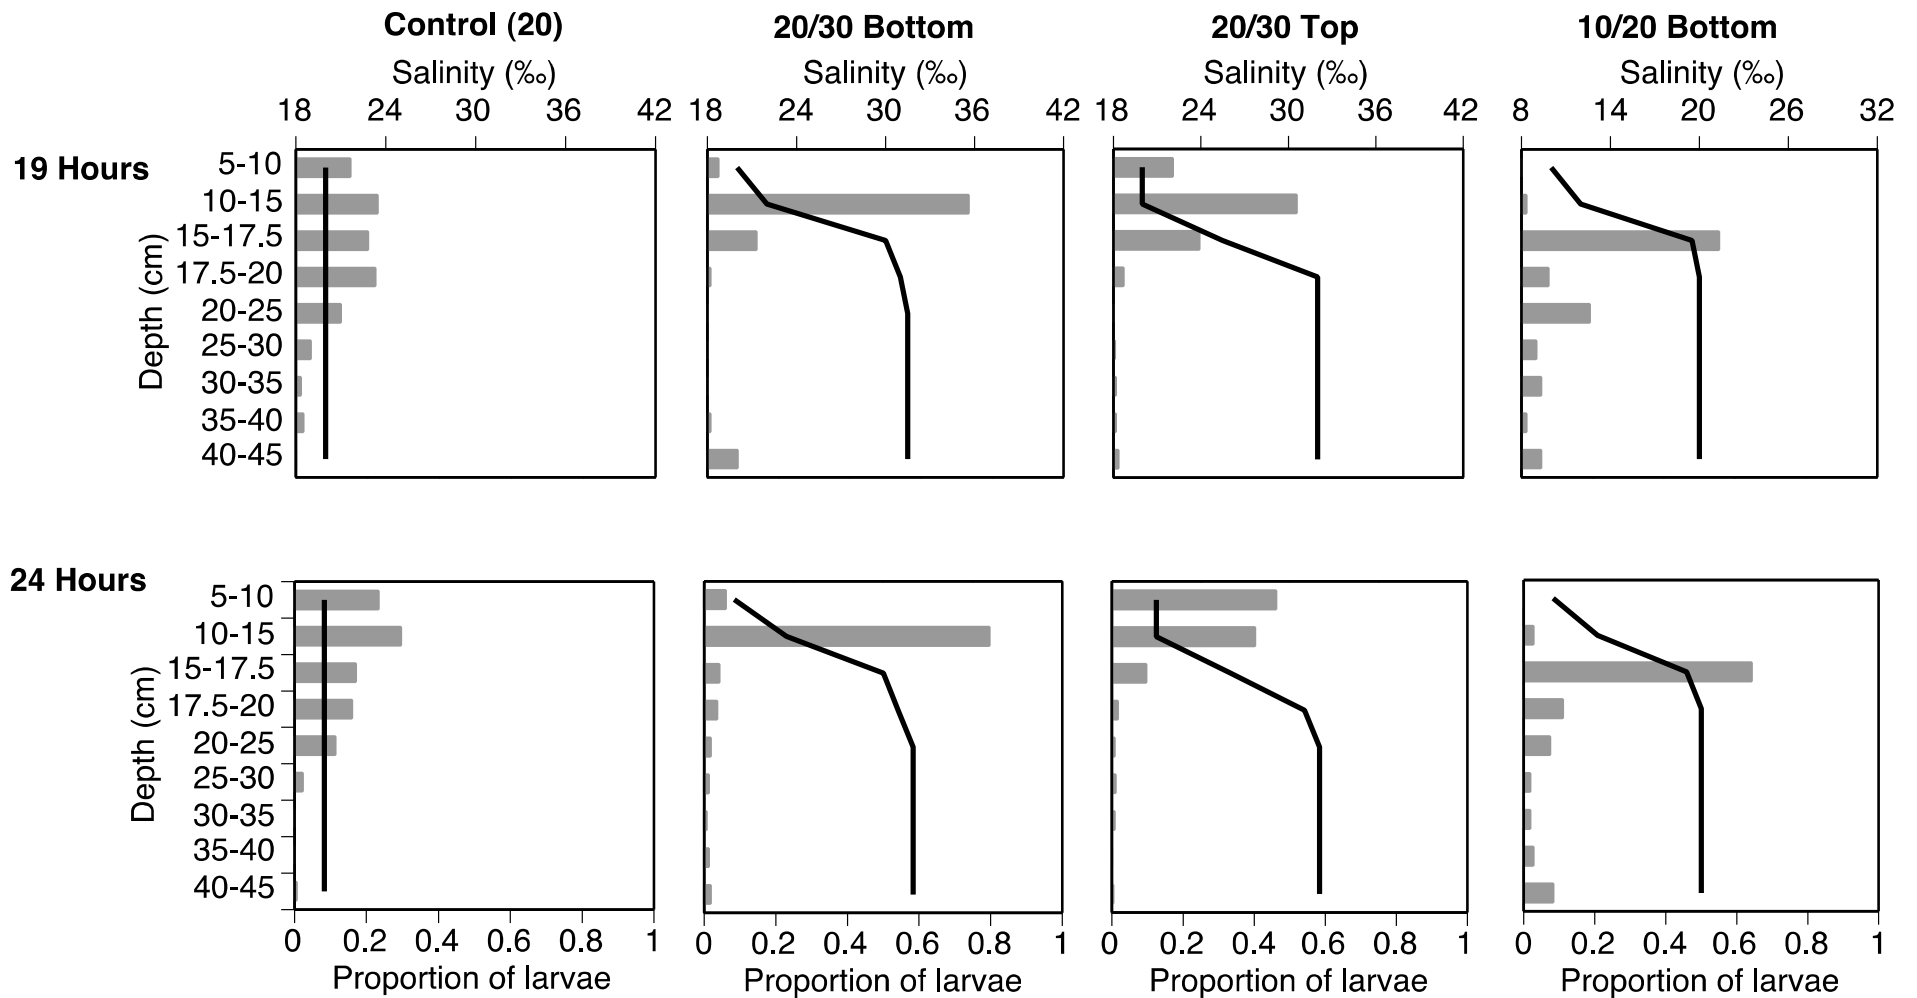 Control (20) 20/30 Bottom 20/30 Top 10/20 Bottom
Salinity (‰) Salinity (‰) Salinity (‰) Salinity (‰)
18 24 30 36 42 18 24 30 36 42 18 24 30 36 42 8 14 20 26 32
19 Hours
Depth (cm)
5-10
10-15
15-17.5
17.5-20
20-25
25-30
30-35
35-40
40-45
24 Hours
Depth (cm)
5-10
10-15
15-17.5
17.5-20
20-25
25-30
30-35
35-40
40-45
0 0.2 0.4 0.6 0.8 1 0 0.2 0.4 0.6 0.8 1 0 0.2 0.4 0.6 0.8 1 0 0.2 0.4 0.6 0.8 1
Proportion of larvae Proportion of larvae Proportion of larvae Proportion of larvae